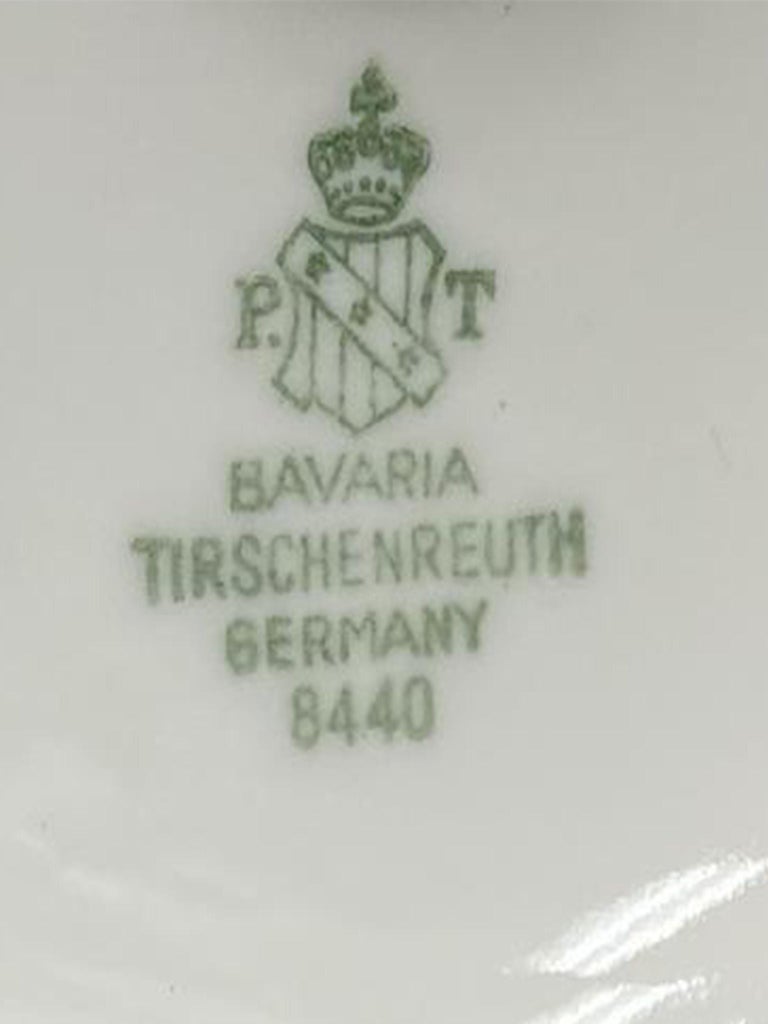 P. T
BAVARIA
TIRSCHENREUTH
GERMANY
8440